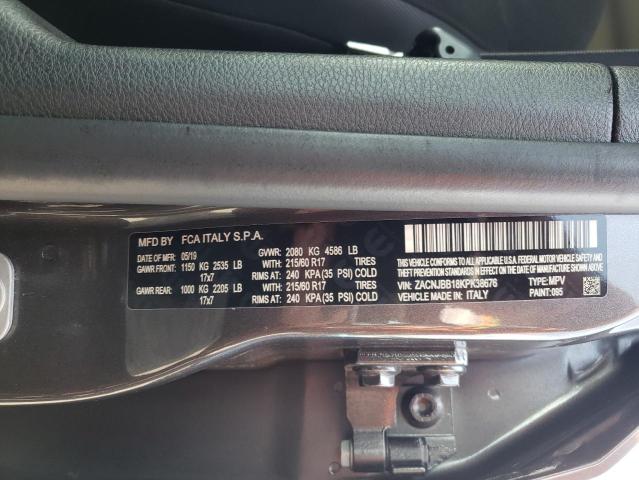 MFD BY FCA ITALY S.P.A.
DATE OF MFR 05/19 GVWR: 2080 KG 4586 LB
GAWR FRONT: 1150 KG 2535 LB WITH 215/60 R17 TIRES
17x7 RIMS AT: 240 KPA (35 PSI) COLD
GAWR REAR: 1000 KG 2205 LB WITH 215/60 R17 TIRES
17x7 RIMS AT: 240 KPA (35 PSI) COLD
THIS VEHICLE CONFORMS TO ALL APPLICABLE U.S.A. FEDERAL MOTOR VEHICLE SAFETY
AND THEFT PREVENTION STANDARDS IN EFFECT ON THE DATE OF MANUFACTURE SHOWN ABOVE.
VIN: ZACNJBB18KPK38676 TYPE: MPV
VEHICLE MADE IN: ITALY PAINT: 095